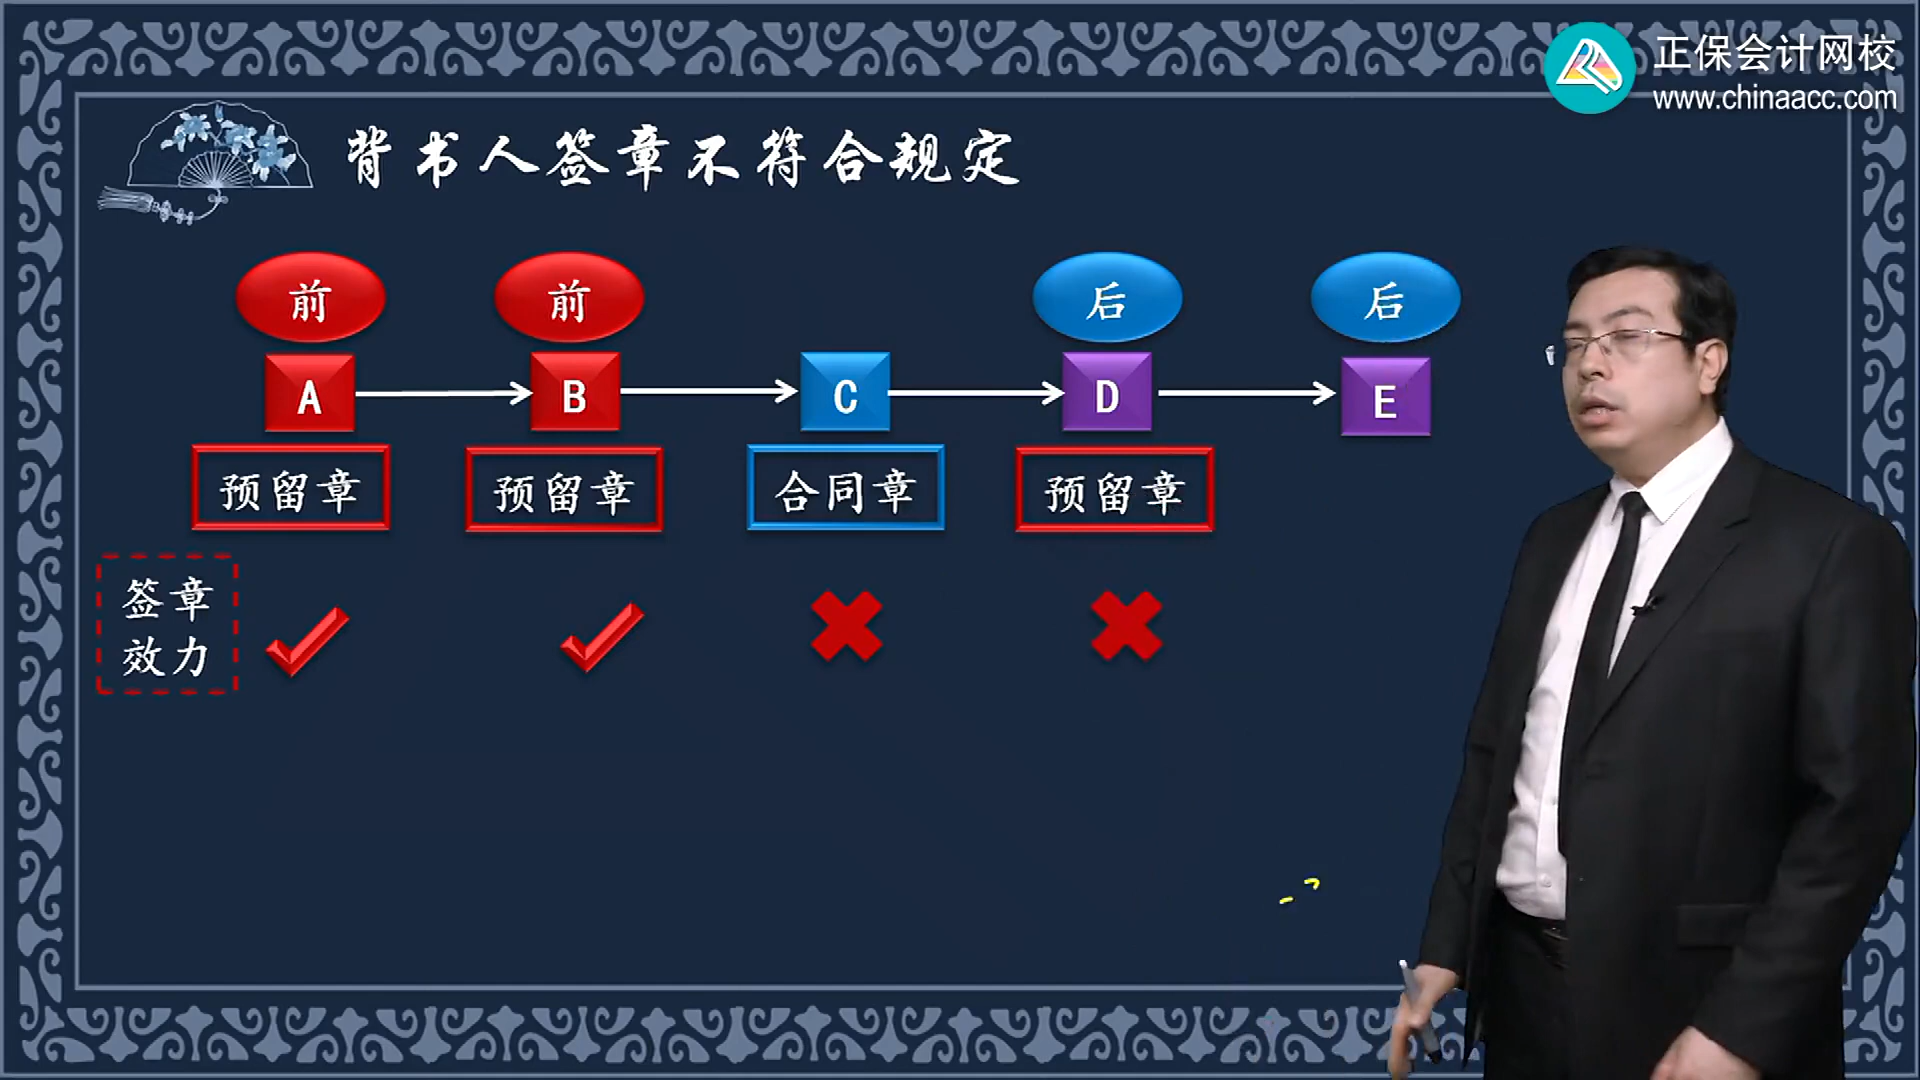 正保会计网校
www.chinaacc.com
背书人签章不符合规定
前 前 后 后
A B C D E
预留章 预留章 合同章 预留章
签章
效力